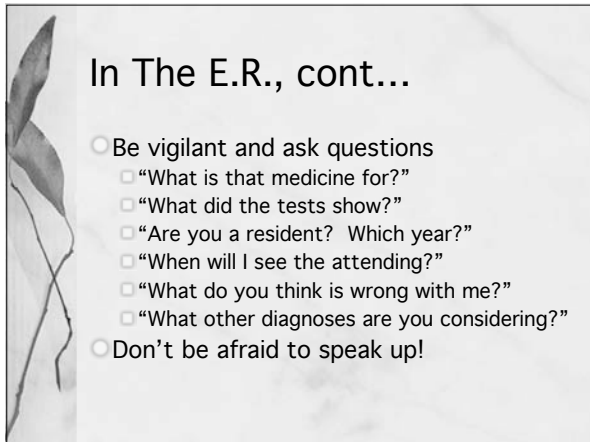 In The E.R., cont…
Be vigilant and ask questions
“What is that medicine for?”
“What did the tests show?”
“Are you a resident?  Which year?”
“When will I see the attending?”
“What do you think is wrong with me?”
“What other diagnoses are you considering?”
Don’t be afraid to speak up!